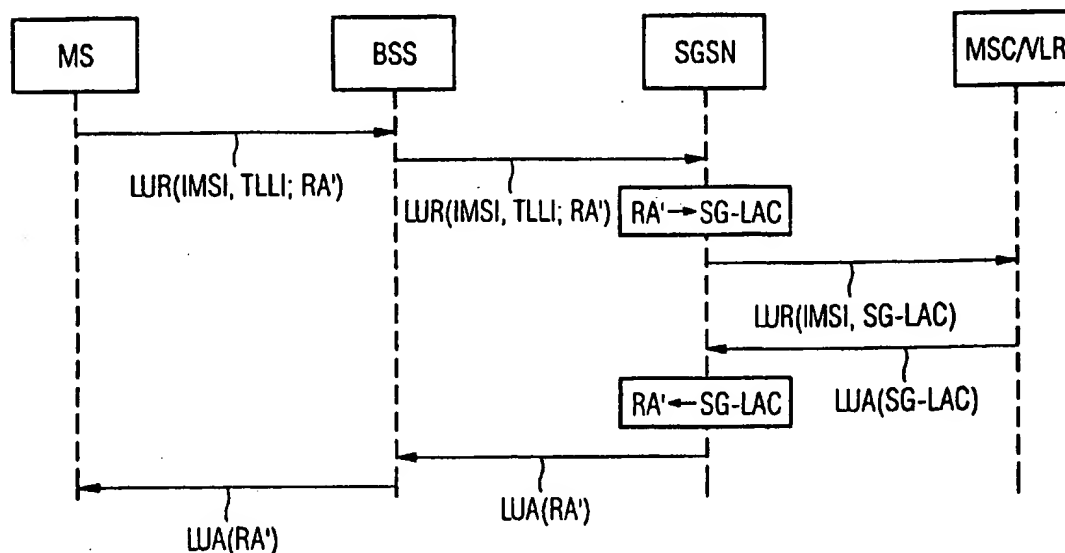 MS
BSS
SGSN
MSC/VLR
LUR(IMSI, TLLI; RA')
LUR(IMSI, TLLI; RA')
RA'→SG-LAC
LUR(IMSI, SG-LAC)
LUA(SG-LAC)
RA'←SG-LAC
LUA(RA')
LUA(RA')